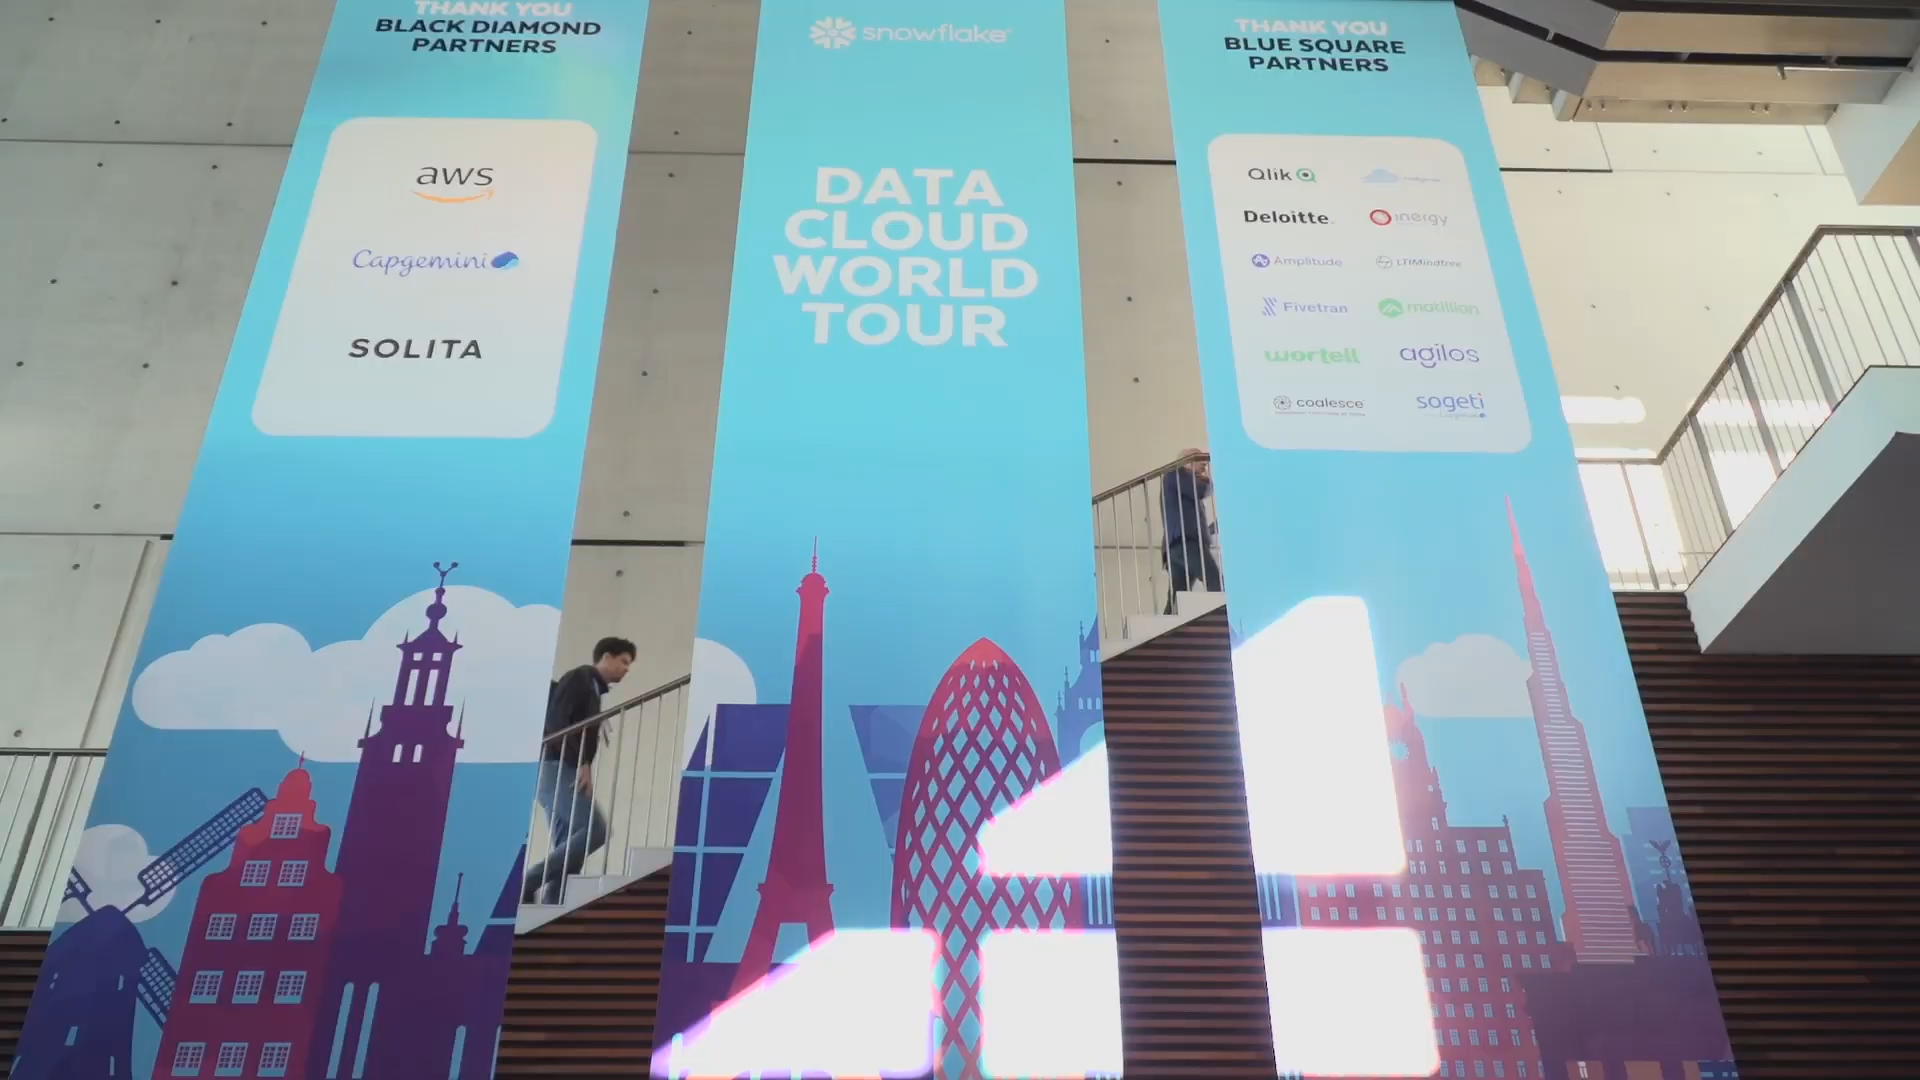 THANK YOU
BLACK DIAMOND
PARTNERS
aws
Capgemini
SOLITA
snowflake
DATA
CLOUD
WORLD
TOUR
THANK YOU
BLUE SQUARE
PARTNERS
Qlik
Deloitte.
inergy
Amplitude
LTIMindtree
Fivetran
matillion
wortell
agilos
coalesce
sogeti